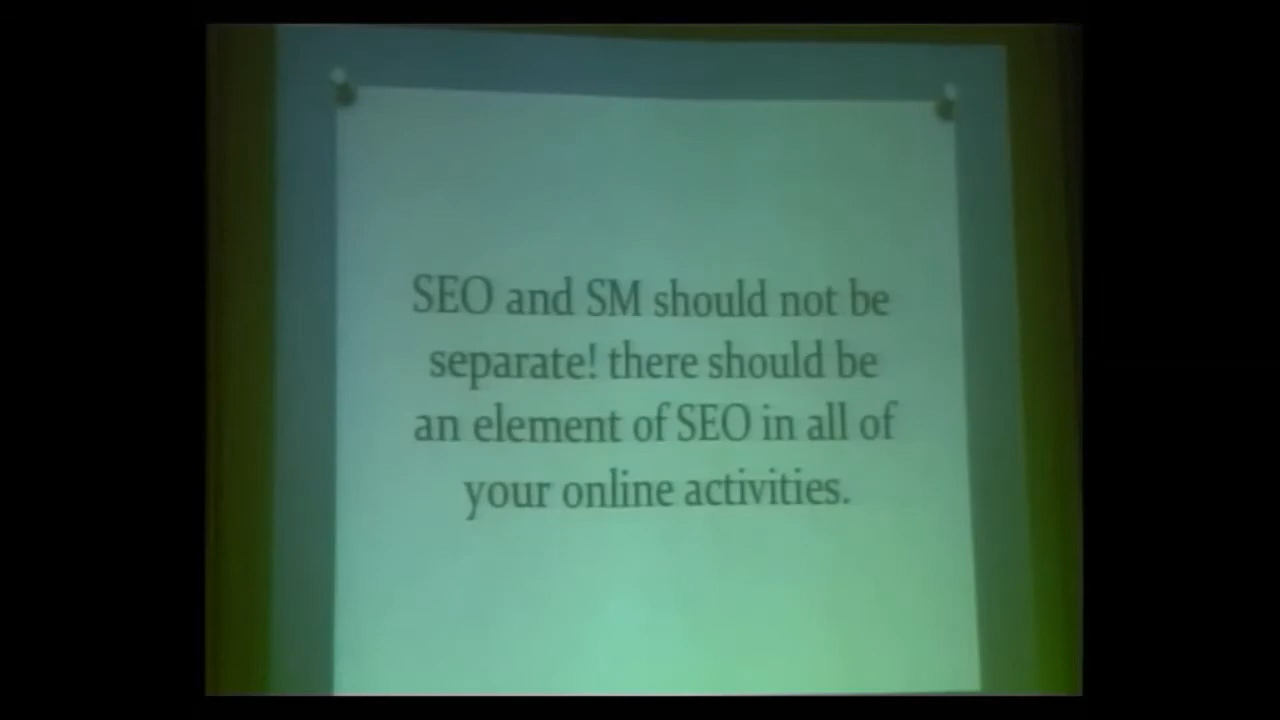 SEO and SM should not be
separate! there should be
an element of SEO in all of
your online activities.